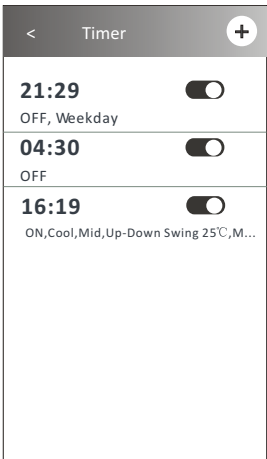 < Timer +
21:29
OFF, Weekday
04:30
OFF
16:19
ON,Cool,Mid,Up-Down Swing 25℃,M...